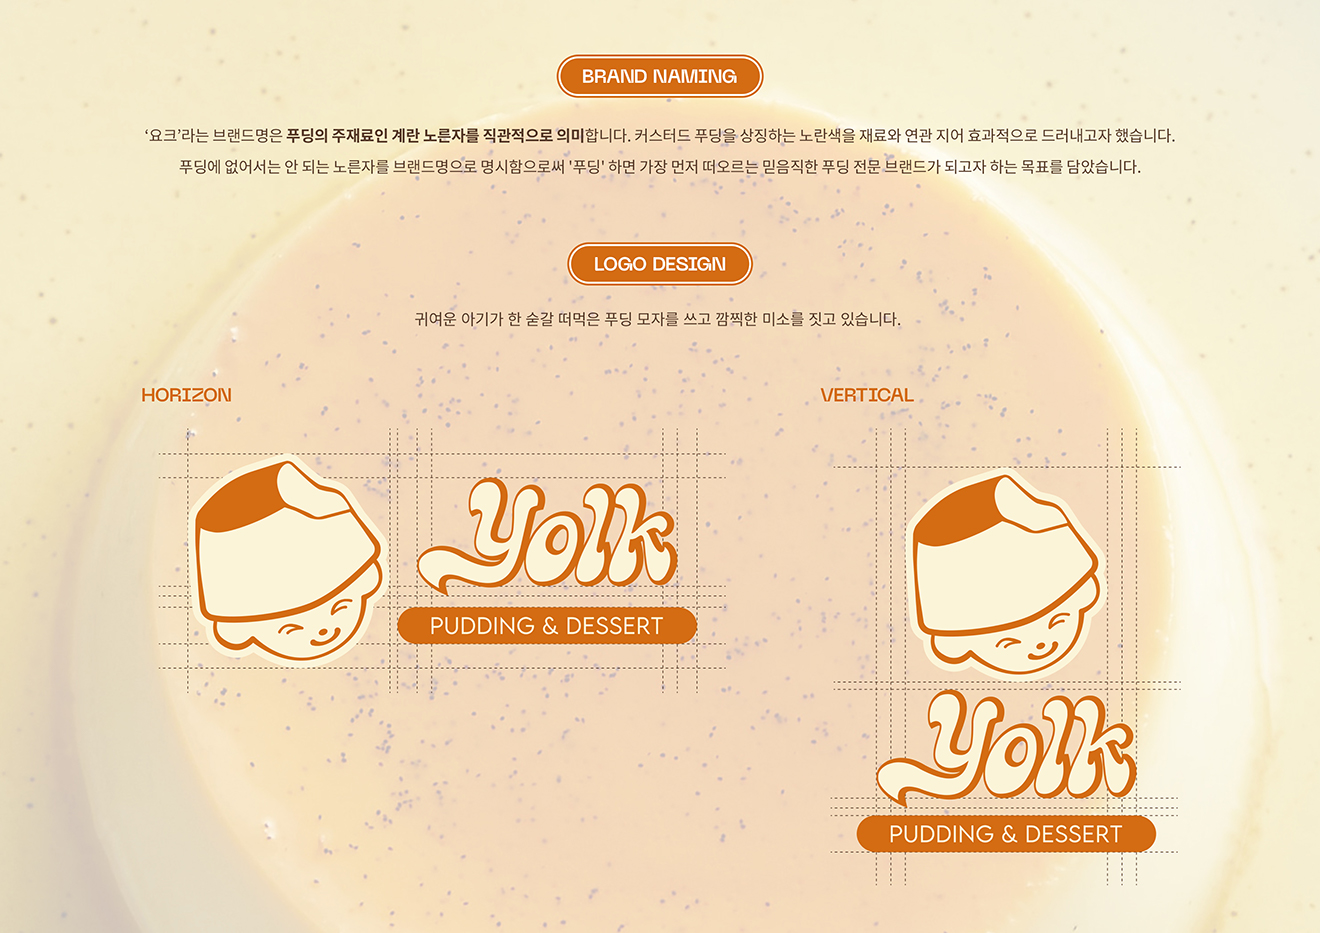 BRAND NAMING
‘요크’라는 브랜드명은 푸딩의 주재료인 계란 노른자를 직관적으로 의미합니다. 커스터드 푸딩을 상징하는 노란색을 재료와 연관 지어 효과적으로 드러내고자 했습니다.
푸딩에 없어서는 안 되는 노른자를 브랜드명으로 명시함으로써 '푸딩' 하면 가장 먼저 떠오르는 믿음직한 푸딩 전문 브랜드가 되고자 하는 목표를 담았습니다.
LOGO DESIGN
귀여운 아기가 한 숟갈 떠먹은 푸딩 모자를 쓰고 깜찍한 미소를 짓고 있습니다.
HORIZON
Yolk
PUDDING & DESSERT
VERTICAL
Yolk
PUDDING & DESSERT